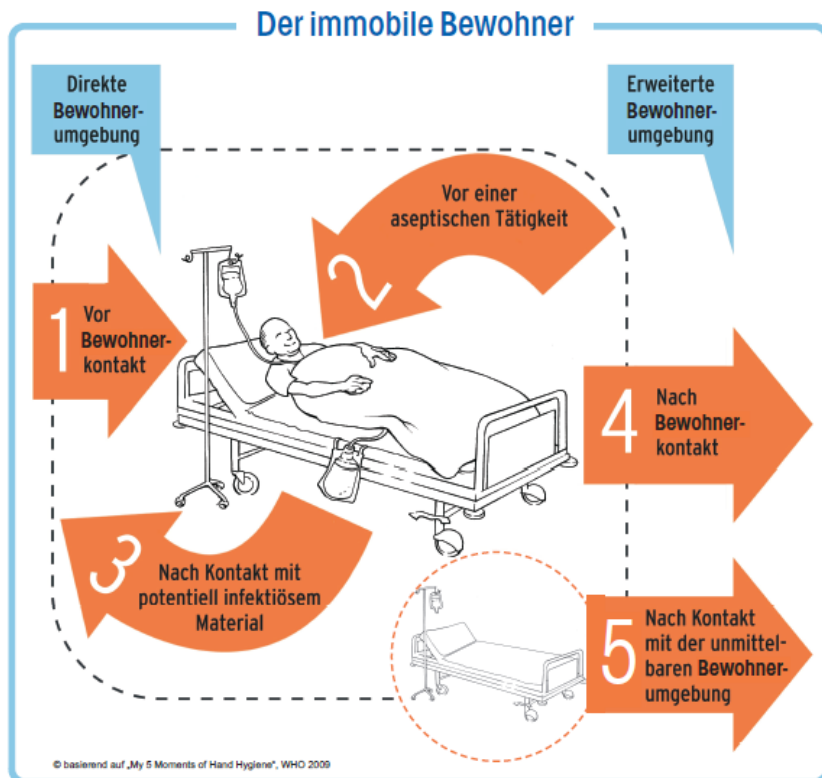 Der immobile Bewohner
Direkte
Bewohner-
umgebung
Erweiterte
Bewohner-
umgebung
Vor einer
aseptischen Tätigkeit
2
1
Vor
Bewohner-
kontakt
4
Nach
Bewohner-
kontakt
3
Nach Kontakt mit
potentiell infektiösem
Material
5
Nach Kontakt
mit der unmittel-
baren Bewohner-
umgebung
© basierend auf „My 5 Moments of Hand Hygiene“, WHO 2009